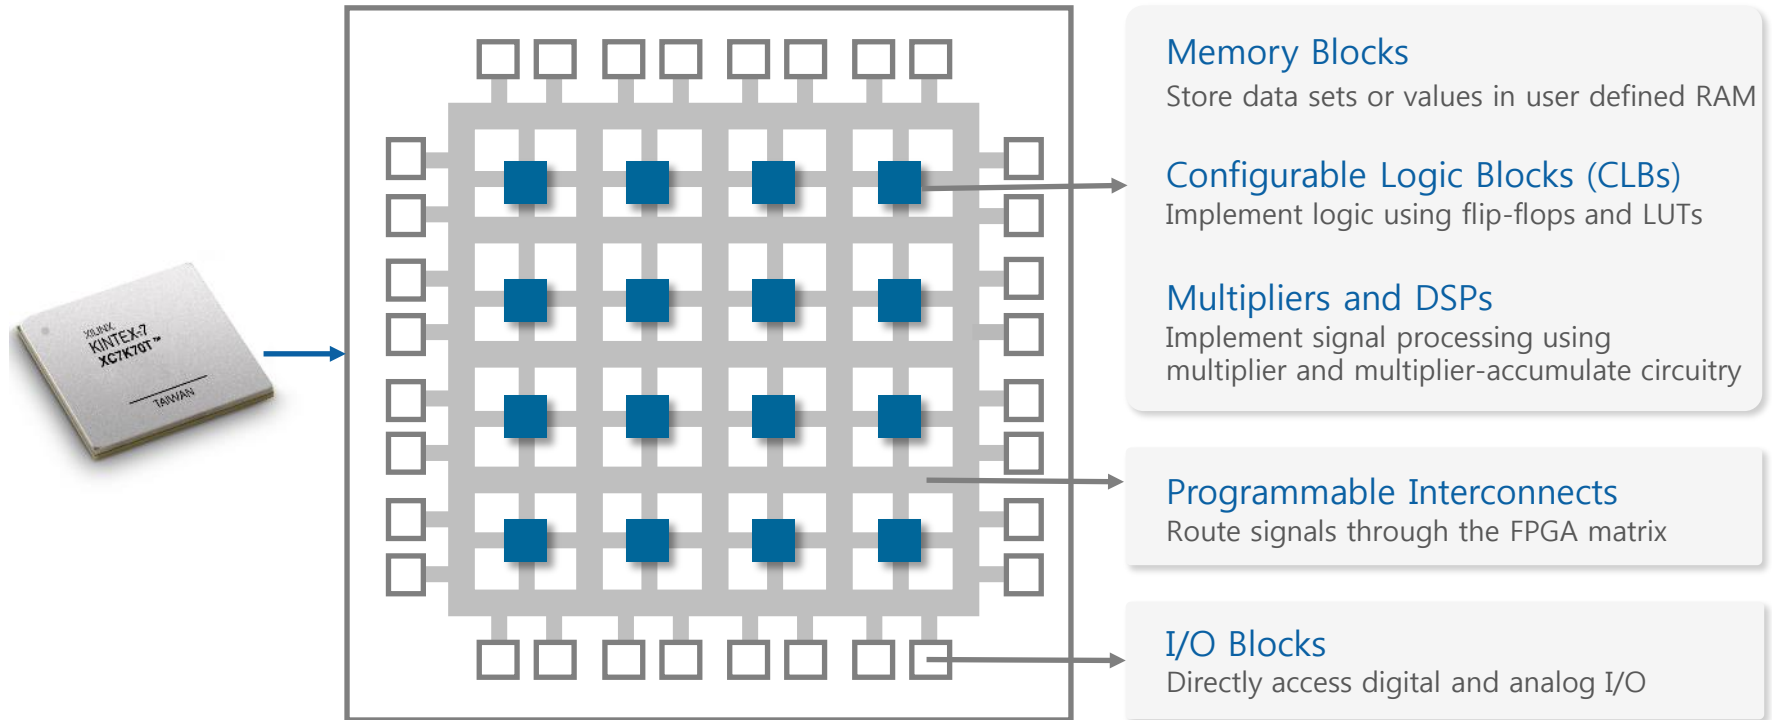 XILINX
KINTEX-7
XC7K70T™
TAIWAN
Memory Blocks
Store data sets or values in user defined RAM
Configurable Logic Blocks (CLBs)
Implement logic using flip-flops and LUTs
Multipliers and DSPs
Implement signal processing using
multiplier and multiplier-accumulate circuitry
Programmable Interconnects
Route signals through the FPGA matrix
I/O Blocks
Directly access digital and analog I/O